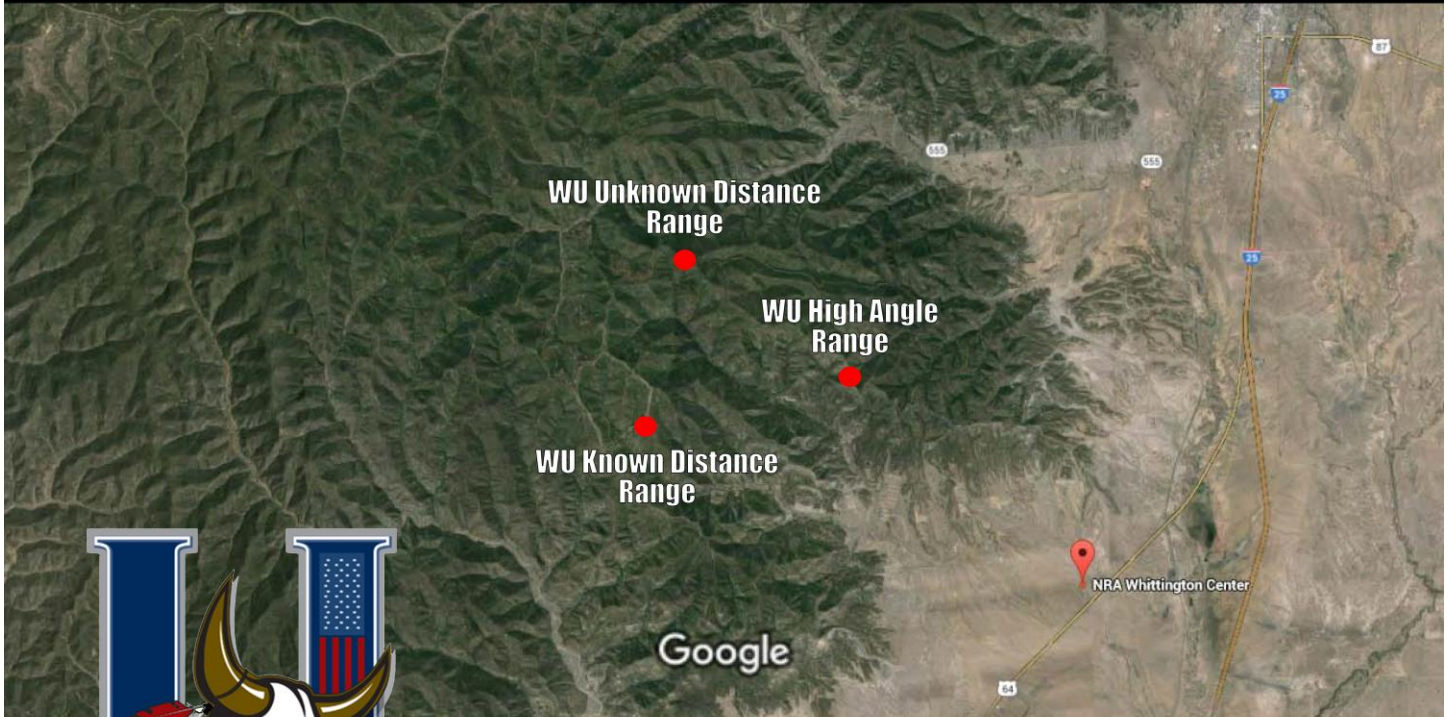 87
25
555
555
WU Unknown Distance
Range
25
WU High Angle
Range
WU Known Distance
Range
NRA Whittington Center
Google
64